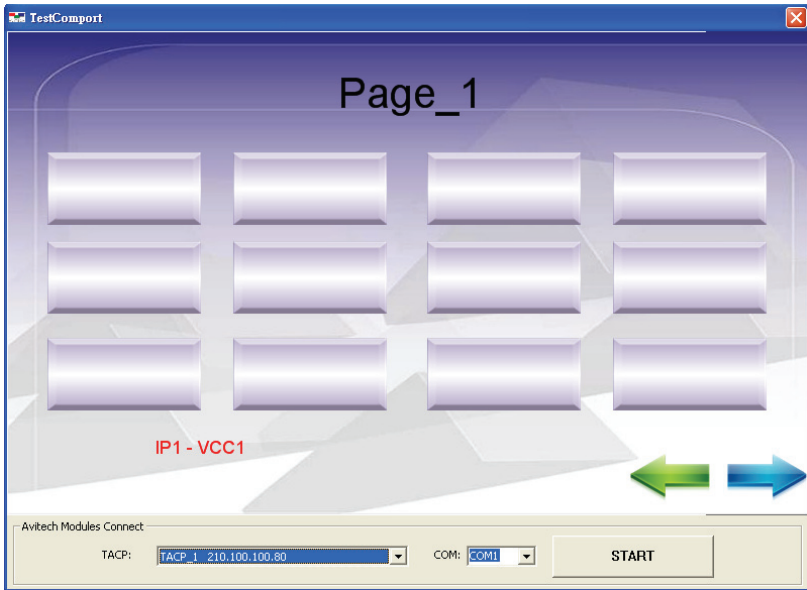 TestComport
Page_1
IP1 - VCC1
Avitech Modules Connect
TACP: TACP_1 210.100.100.80 COM: COM1 START